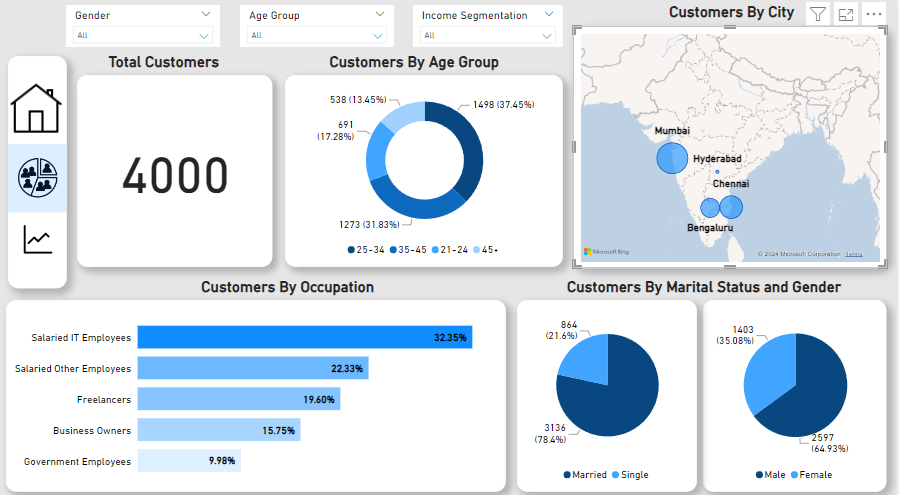 Gender
All
Age Group
All
Income Segmentation
All
Customers By City
Total Customers
4000
Customers By Age Group
538 (13.45%)
1498 (37.45%)
691
(17.28%)
1273 (31.83%)
25-34 35-45 21-24 45+
Mumbai
Hyderabad
Chennai
Bengaluru
Microsoft Bing
© 2024 Microsoft Corporation Terms
Customers By Occupation
Salaried IT Employees 32.35%
Salaried Other Employees 22.33%
Freelancers 19.60%
Business Owners 15.75%
Government Employees 9.98%
Customers By Marital Status and Gender
864
(21.6%)
3136
(78.4%)
Married Single
1403
(35.08%)
2597
(64.93%)
Male Female